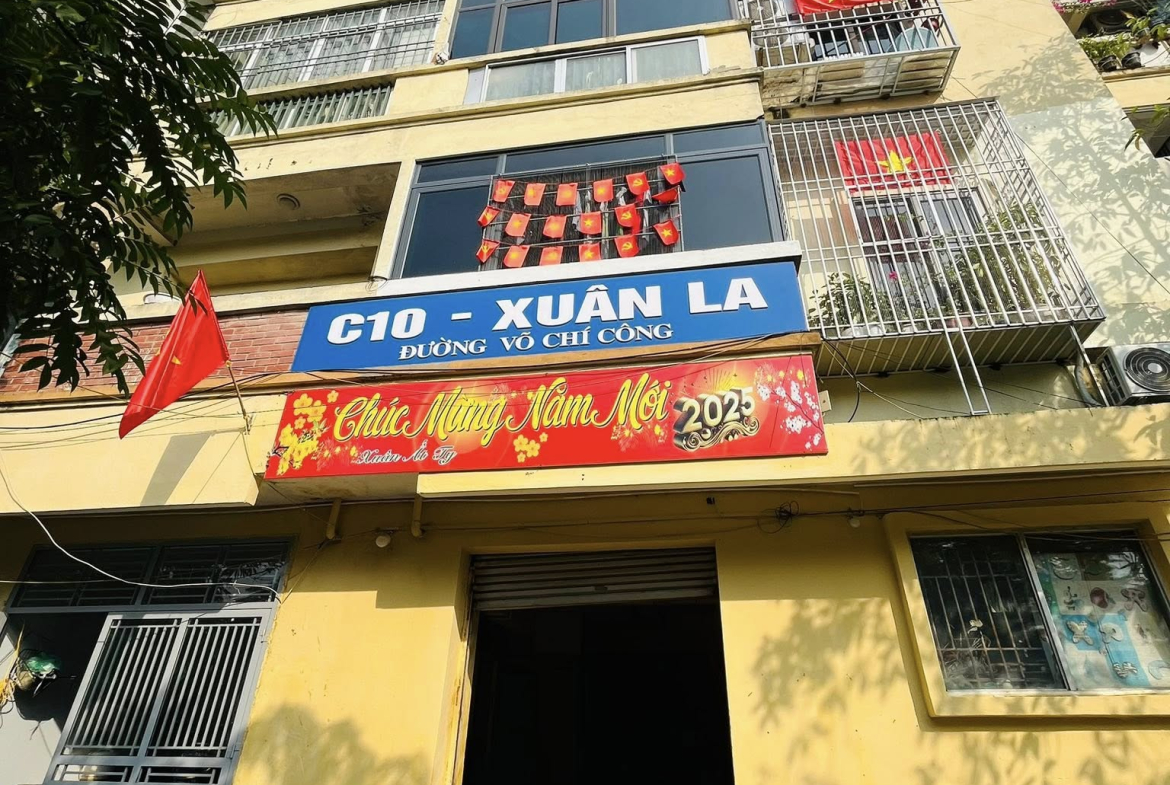 C10 - XUÂN LA
ĐƯỜNG VÕ CHÍ CÔNG
Chúc Mừng Năm Mới 2025
Xuân Ất Tỵ